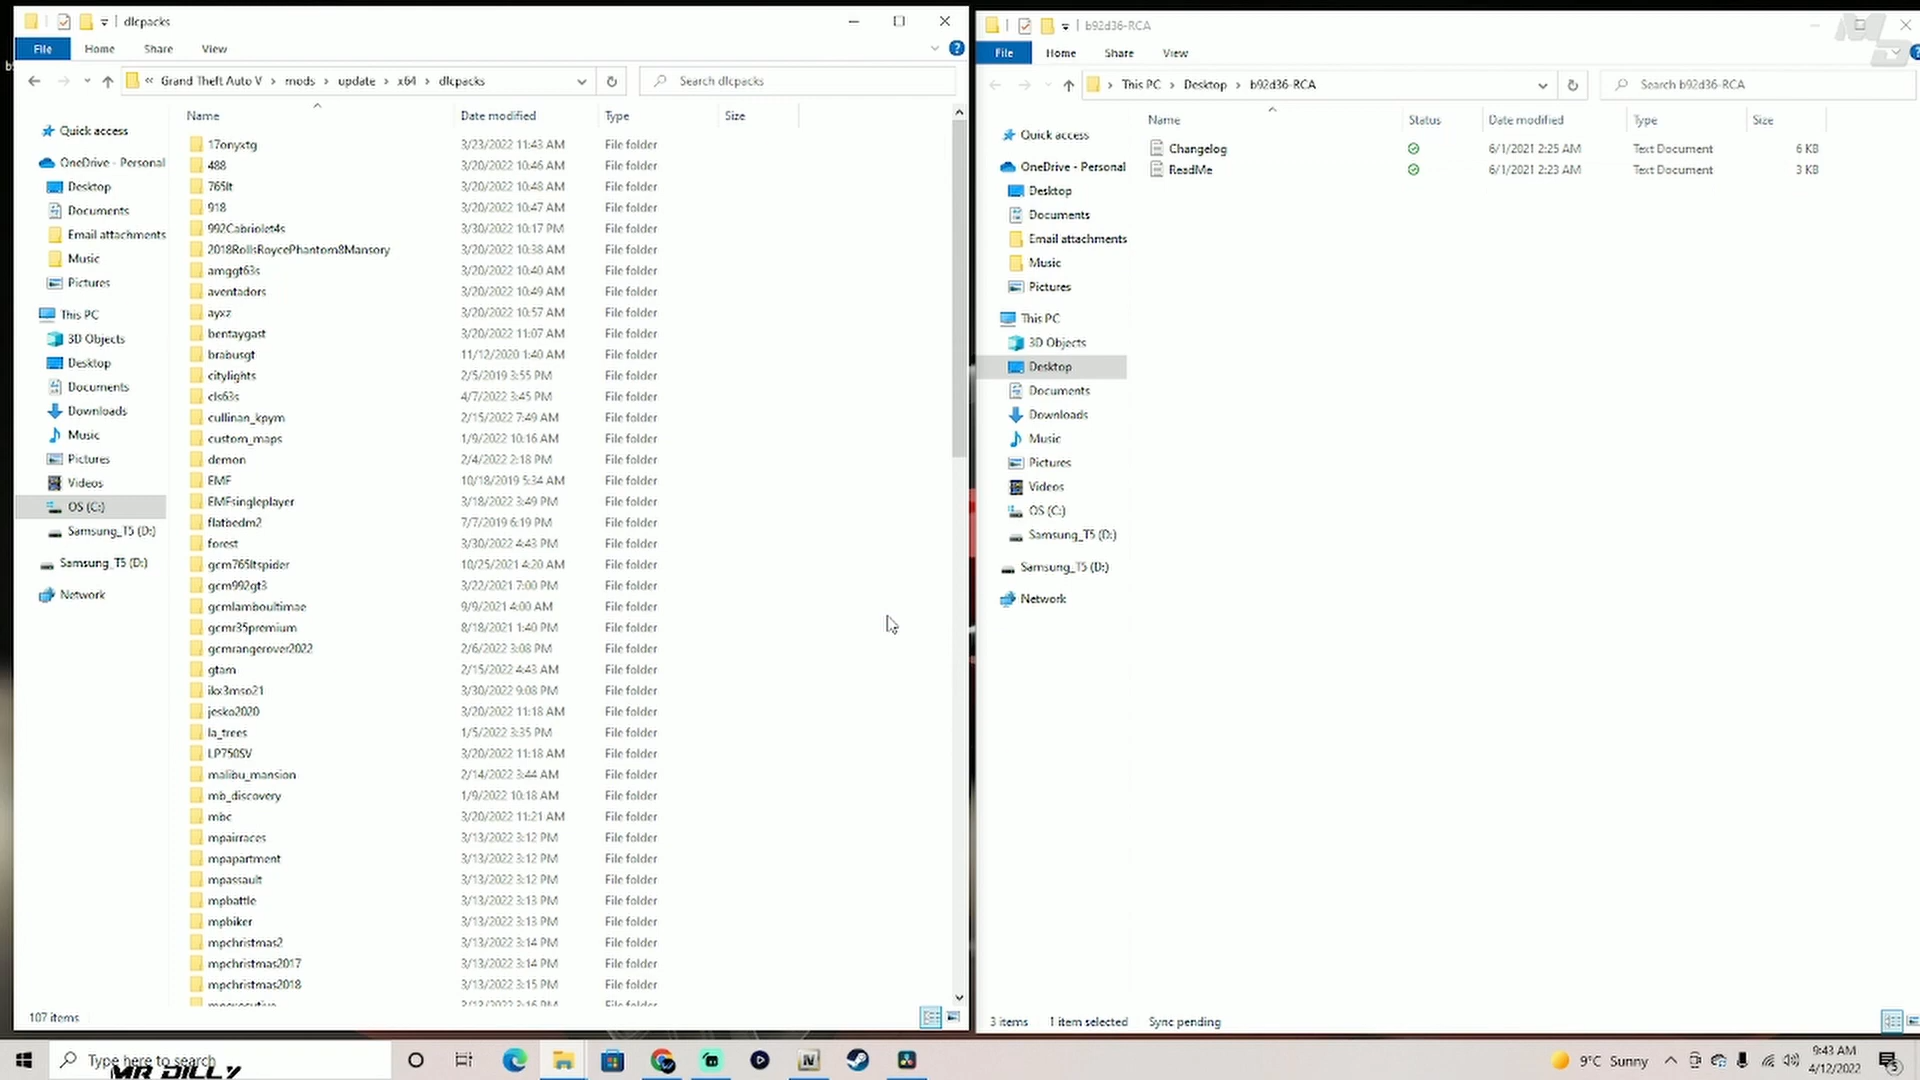 dlcpacks
File Home Share View
« Grand Theft Auto V › mods › update › x64 › dlcpacks
Search dlcpacks
Name Date modified Type Size
Quick access
OneDrive - Personal
Desktop
Documents
Email attachments
Music
Pictures
This PC
3D Objects
Desktop
Documents
Downloads
Music
Pictures
Videos
OS (C:)
Samsung_T5 (D:)
Samsung_T5 (D:)
Network
17onyxtg 3/23/2022 11:43 AM File folder
488 3/20/2022 10:46 AM File folder
765lt 3/20/2022 10:48 AM File folder
918 3/20/2022 10:47 AM File folder
992Cabriolet4s 3/30/2022 10:17 PM File folder
2018RollsRoycePhantom8Mansory 3/20/2022 10:38 AM File folder
amggt63s 3/20/2022 10:40 AM File folder
aventadors 3/20/2022 10:49 AM File folder
ayxz 3/20/2022 10:57 AM File folder
bentaygast 3/20/2022 11:07 AM File folder
brabusgt 11/12/2020 1:40 AM File folder
citylights 2/5/2019 3:55 PM File folder
cls63s 4/7/2022 3:45 PM File folder
cullinan_kpym 2/15/2022 7:49 AM File folder
custom_maps 1/9/2022 10:16 AM File folder
demon 2/4/2022 2:18 PM File folder
EMF 10/18/2019 5:34 AM File folder
EMFsingleplayer 3/18/2022 3:49 PM File folder
flatbedm2 7/7/2019 6:19 PM File folder
forest 3/30/2022 4:43 PM File folder
gcm765ltspider 10/25/2021 4:20 AM File folder
gcm992gt3 3/22/2021 7:00 PM File folder
gcmlamboultimae 9/9/2021 4:00 AM File folder
gcmr35premium 8/18/2021 1:40 PM File folder
gcmrangerover2022 2/6/2022 3:08 PM File folder
gtam 2/15/2022 4:43 AM File folder
ikx3mso21 3/30/2022 9:08 PM File folder
jesko2020 3/20/2022 11:18 AM File folder
la_trees 1/5/2022 3:35 PM File folder
LP750SV 3/20/2022 11:18 AM File folder
malibu_mansion 2/14/2022 3:44 AM File folder
mb_discovery 1/9/2022 10:18 AM File folder
mbc 3/20/2022 11:21 AM File folder
mpairraces 3/13/2022 3:12 PM File folder
mpapartment 3/13/2022 3:12 PM File folder
mpassault 3/13/2022 3:12 PM File folder
mpbattle 3/13/2022 3:13 PM File folder
mpbiker 3/13/2022 3:13 PM File folder
mpchristmas2 3/13/2022 3:14 PM File folder
mpchristmas2017 3/13/2022 3:14 PM File folder
mpchristmas2018 3/13/2022 3:15 PM File folder
107 items
b92d36-RCA
File Home Share View
› This PC › Desktop › b92d36-RCA
Search b92d36-RCA
Name Status Date modified Type Size
Quick access
OneDrive - Personal
Desktop
Documents
Email attachments
Music
Pictures
This PC
3D Objects
Desktop
Documents
Downloads
Music
Pictures
Videos
OS (C:)
Samsung_T5 (D:)
Samsung_T5 (D:)
Network
Changelog 6/1/2021 2:25 AM Text Document 6 KB
ReadMe 6/1/2021 2:23 AM Text Document 3 KB
3 items 1 item selected Sync pending
Type here to search
MR DILLY
9°C Sunny
9:43 AM
4/12/2022